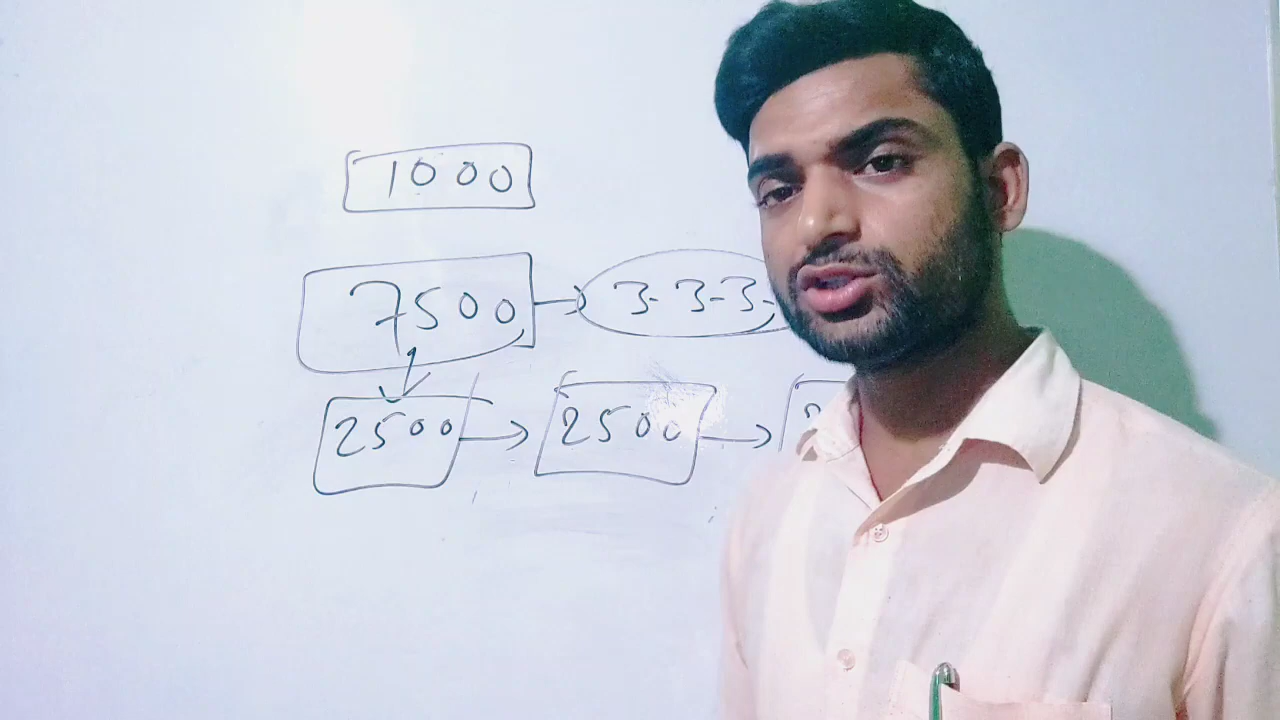 1000
7500 → 3-3-3-
2500 → 2500 →